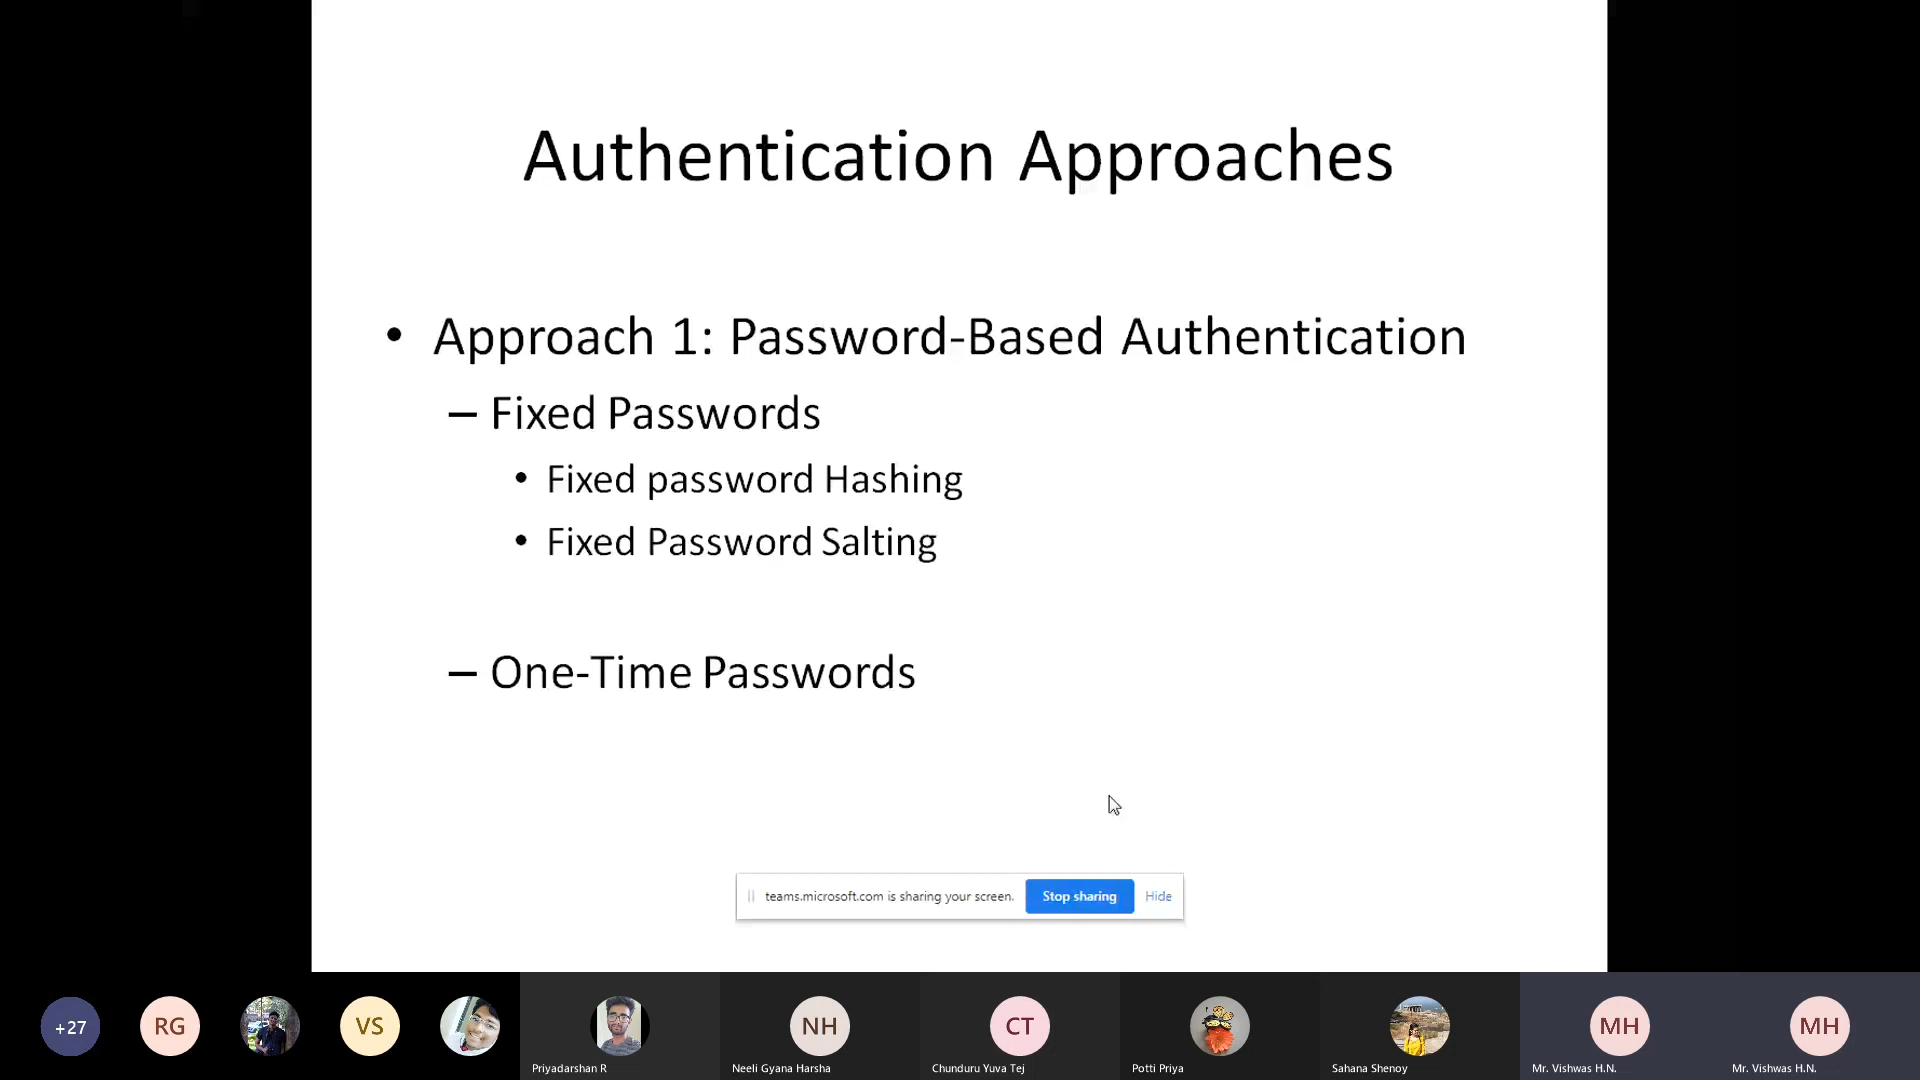 Authentication Approaches
• Approach 1: Password-Based Authentication
– Fixed Passwords
• Fixed password Hashing
• Fixed Password Salting
– One-Time Passwords
teams.microsoft.com is sharing your screen. Stop sharing Hide
+27 RG VS NH CT MH MH
Priyadarshan R Neeli Gyana Harsha Chunduru Yuva Tej Potti Priya Sahana Shenoy Mr. Vishwas H.N. Mr. Vishwas H.N.